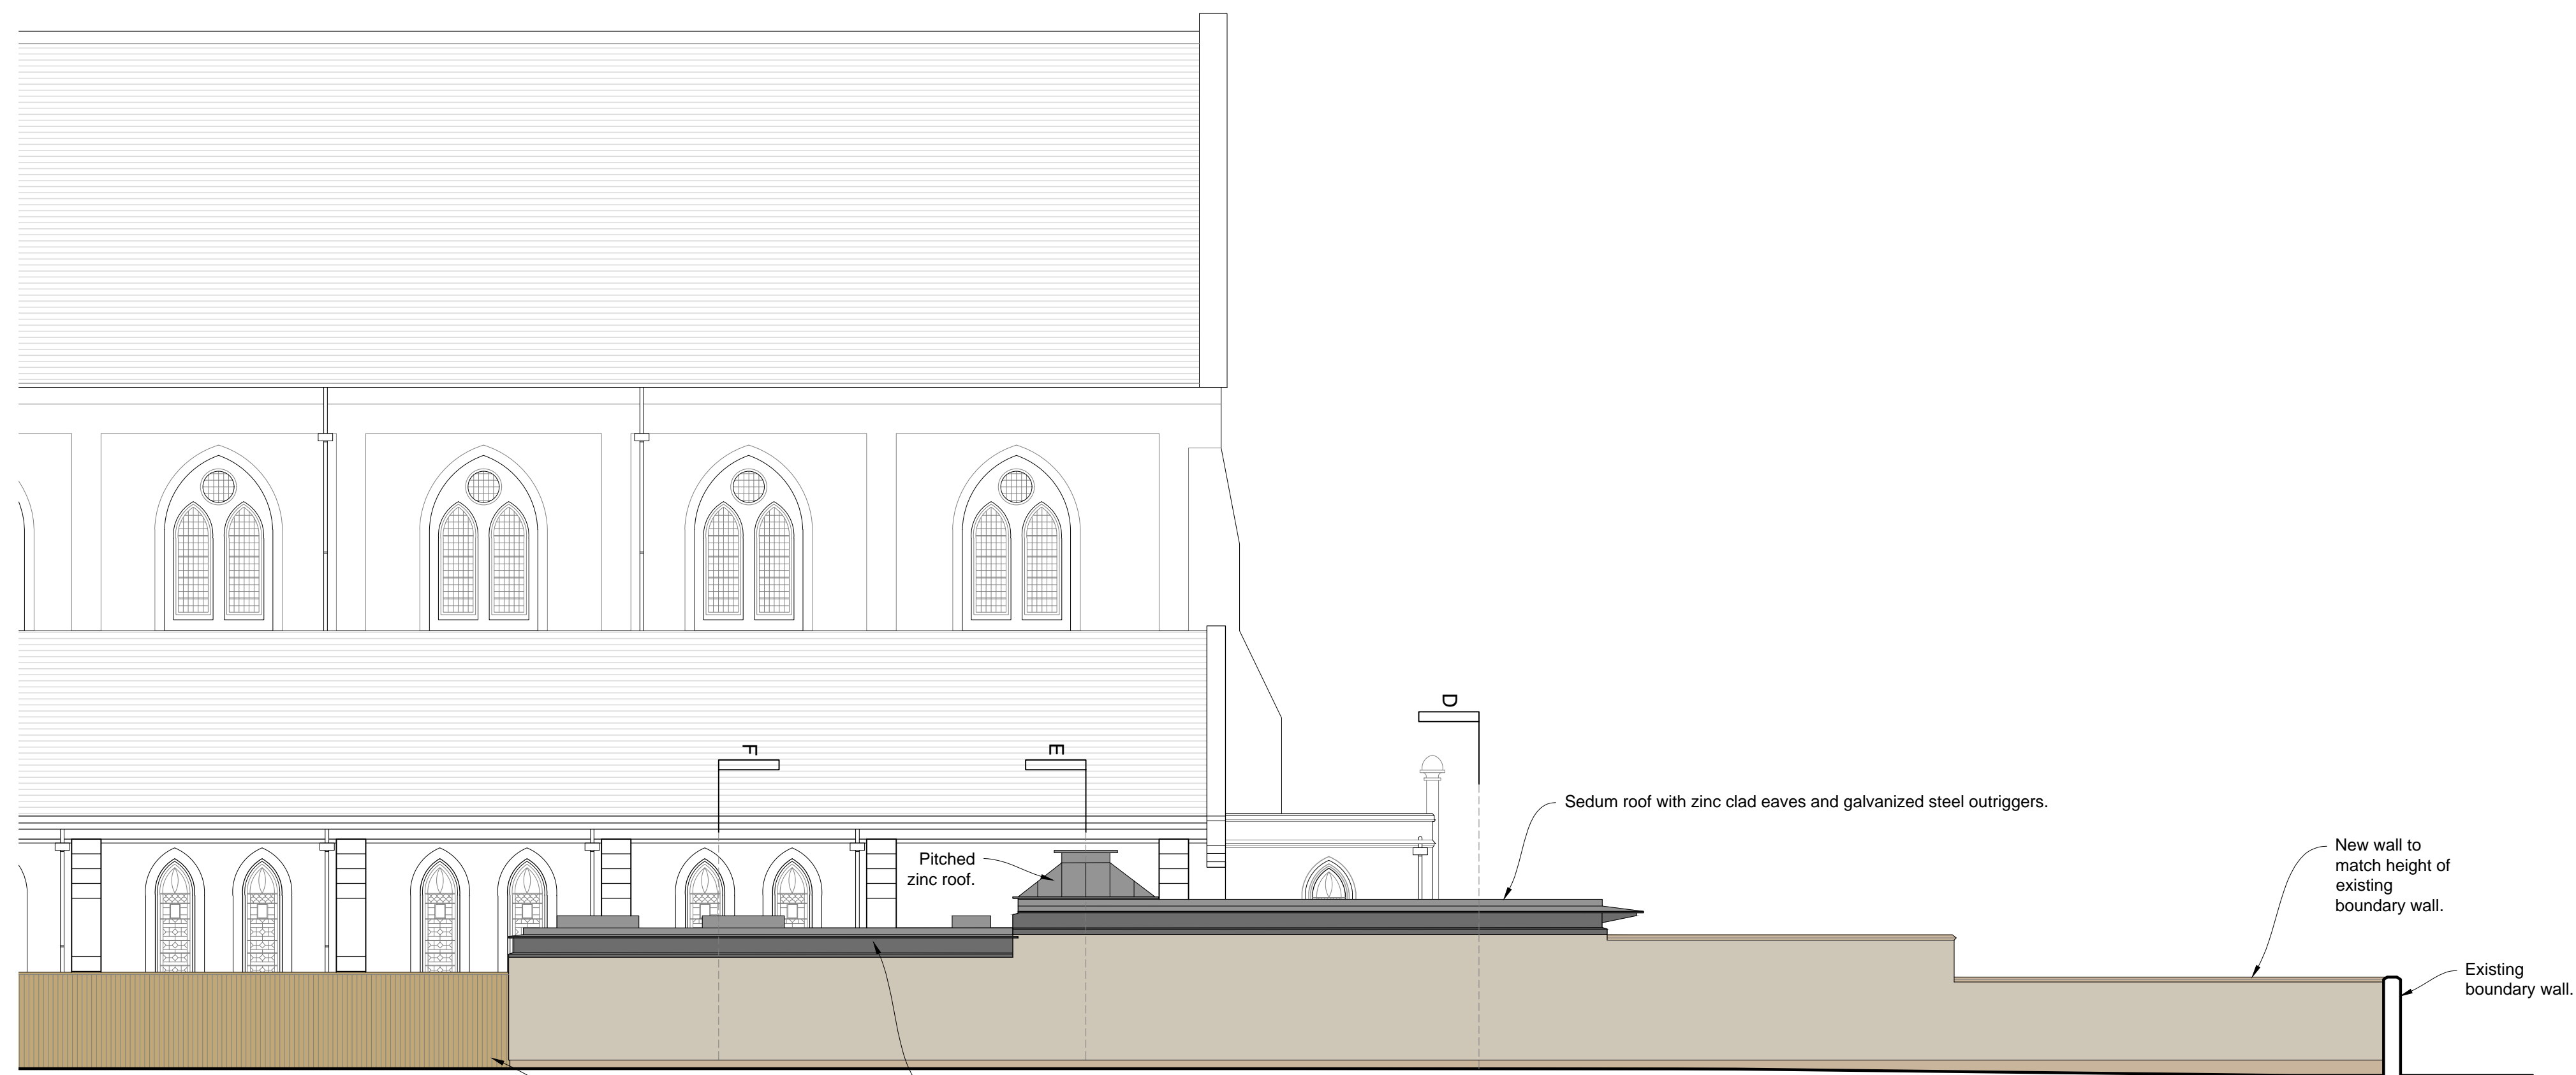 D
F
E
Sedum roof with zinc clad eaves and galvanized steel outriggers.
Pitched
zinc roof.
New wall to
match height of
existing
boundary wall.
Existing
boundary wall.